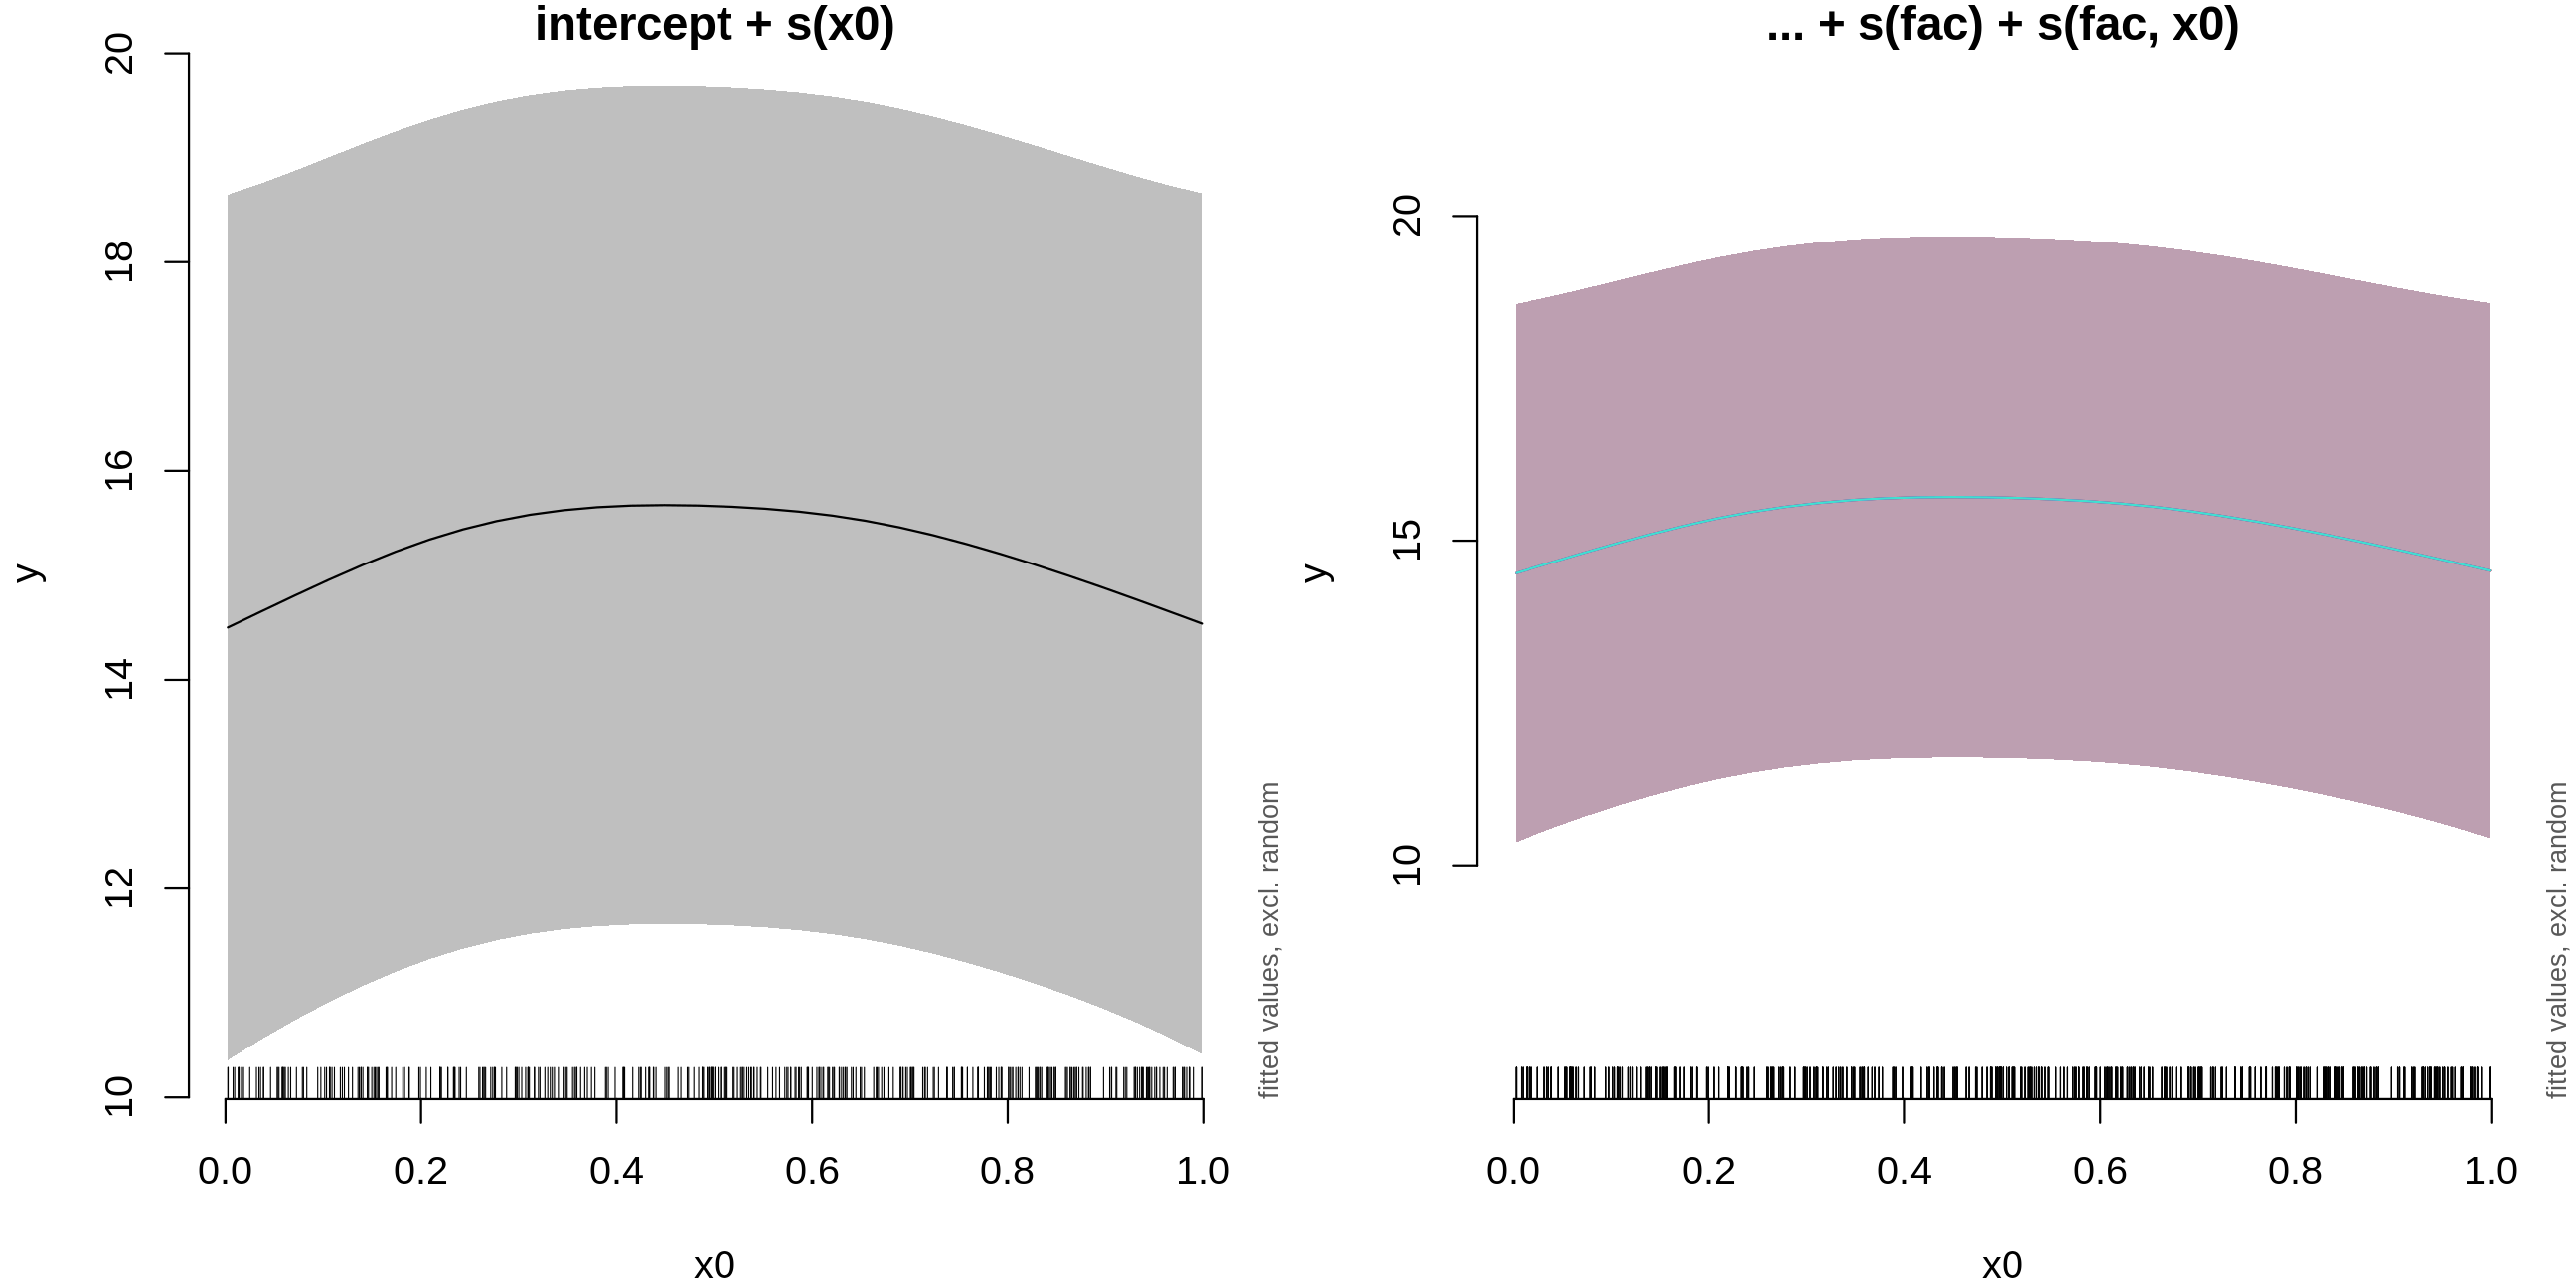 intercept + s(x0)
20
18
16
14
12
10
y
0.0 0.2 0.4 0.6 0.8 1.0
x0
fitted values, excl. random
... + s(fac) + s(fac, x0)
20
15
10
y
0.0 0.2 0.4 0.6 0.8 1.0
x0
fitted values, excl. random